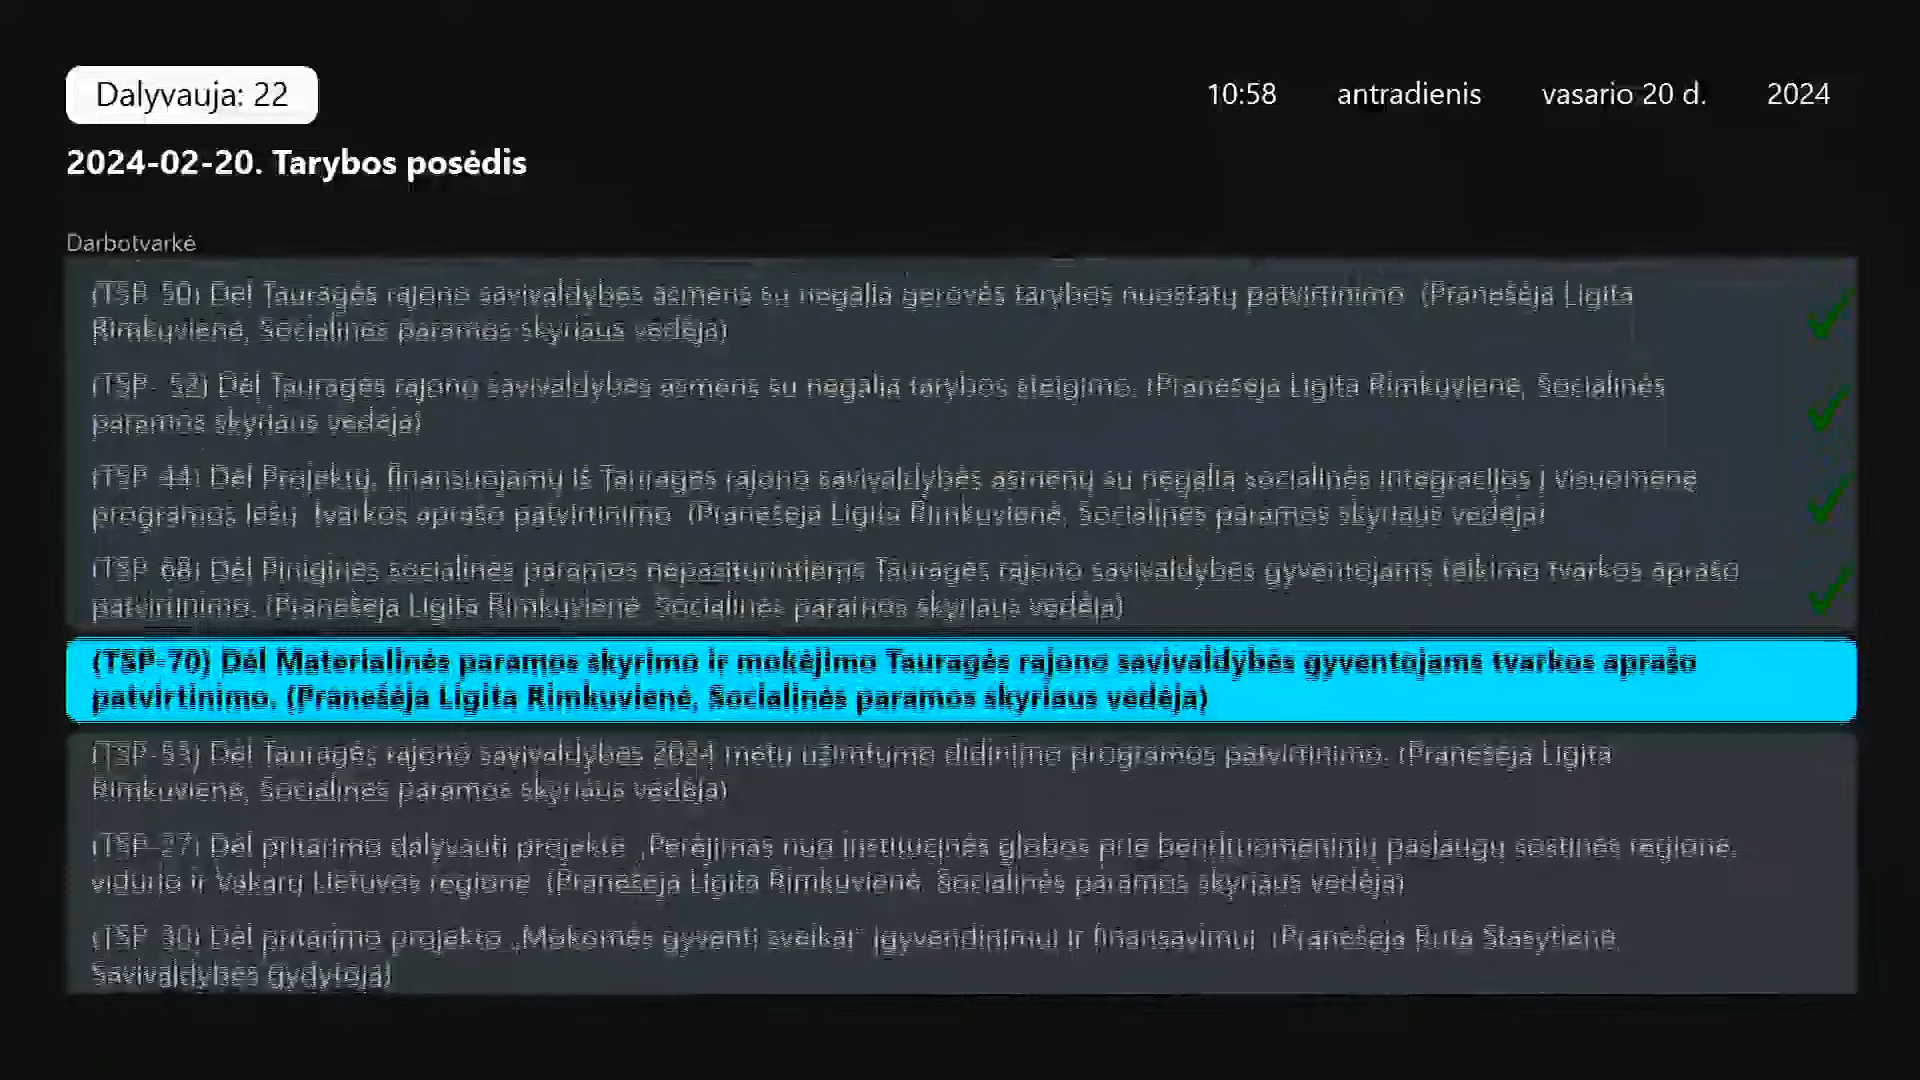 Dalyvauja: 22
10:58 antradienis vasario 20 d. 2024
2024-02-20. Tarybos posėdis
Darbotvarkė
(TSP-50) Dėl Tauragės rajono savivaldybės asmens su negalia gerovės tarybos nuostatų patvirtinimo. (Pranešėja Ligita
Rimkuvienė, Socialinės paramos skyriaus vedėja)
(TSP- 52) Dėl Tauragės rajono savivaldybės asmens su negalia tarybos steigimo. (Pranešėja Ligita Rimkuvienė, Socialinės
paramos skyriaus vedėja)
(TSP-44) Dėl Projektų, finansuojamų iš Tauragės rajono savivaldybės asmenų su negalia socialinės integracijos į visuomenę
programos lėšų, tvarkos aprašo patvirtinimo. (Pranešėja Ligita Rimkuvienė, Socialinės paramos skyriaus vedėja)
(TSP-68) Dėl Piniginės socialinės paramos nepasiturintiems Tauragės rajono savivaldybės gyventojams teikimo tvarkos aprašo
patvirtinimo. (Pranešėja Ligita Rimkuvienė, Socialinės paramos skyriaus vedėja)
(TSP-70) Dėl Materialinės paramos skyrimo ir mokėjimo Tauragės rajono savivaldybės gyventojams tvarkos aprašo
patvirtinimo. (Pranešėja Ligita Rimkuvienė, Socialinės paramos skyriaus vedėja)
(TSP-53) Dėl Tauragės rajono savivaldybės 2024 metų užimtumo didinimo programos patvirtinimo. (Pranešėja Ligita
Rimkuvienė, Socialinės paramos skyriaus vedėja)
(TSP-27) Dėl pritarimo dalyvauti projekte „Perėjimas nuo institucinės globos prie bendruomeninių paslaugų sostinės regione,
vidurio ir Vakarų Lietuvos regione. (Pranešėja Ligita Rimkuvienė, Socialinės paramos skyriaus vedėja)
(TSP-30) Dėl pritarimo projekto „Mokomės gyventi sveikai“ įgyvendinimui ir finansavimui. (Pranešėja Ruta Stasytienė,
Savivaldybės gydytoja)